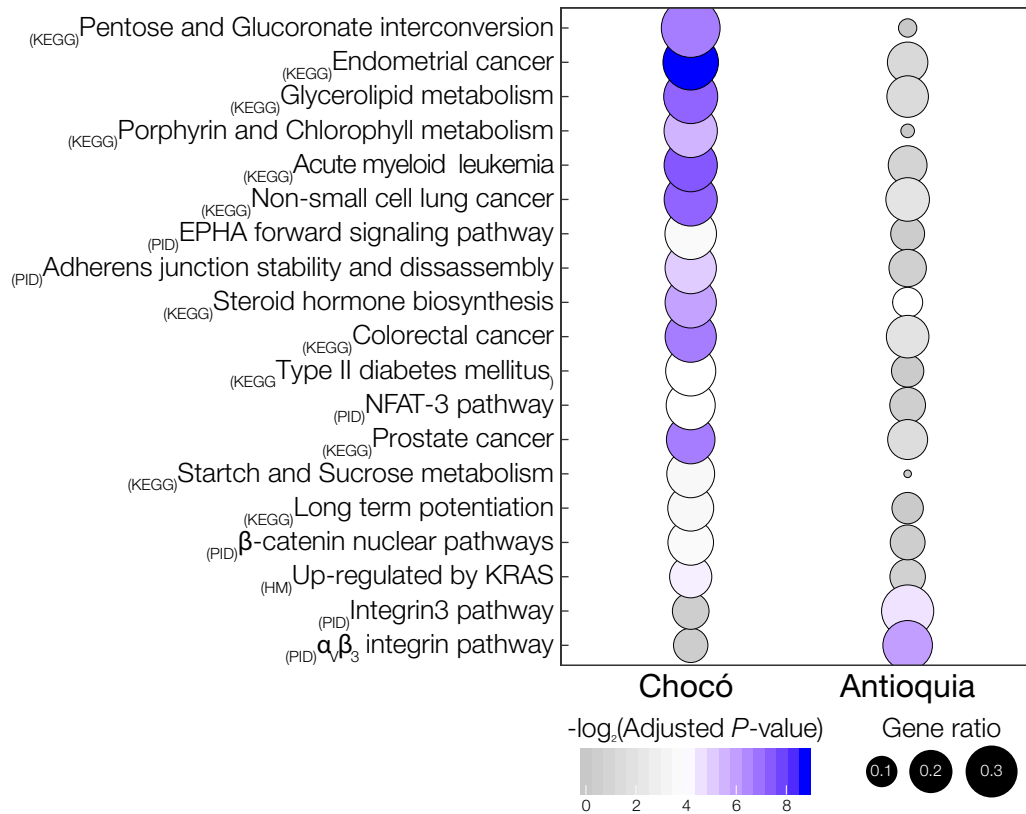 (KEGG)Pentose and Glucoronate interconversion
(KEGG)Endometrial cancer
(KEGG)Glycerolipid metabolism
(KEGG)Porphyrin and Chlorophyll metabolism
(KEGG)Acute myeloid leukemia
(KEGG)Non-small cell lung cancer
(PID)EPHA forward signaling pathway
(PID)Adherens junction stability and dissassembly
(KEGG)Steroid hormone biosynthesis
(KEGG)Colorectal cancer
(KEGGType II diabetes mellitus)
(PID)NFAT-3 pathway
(KEGG)Prostate cancer
(KEGG)Startch and Sucrose metabolism
(KEGG)Long term potentiation
(PID)β-catenin nuclear pathways
(HM)Up-regulated by KRAS
(PID)Integrin3 pathway
(PID)αVβ3 integrin pathway
Chocó Antioquia
-log2(Adjusted P-value) Gene ratio
0.1 0.2 0.3
0 2 4 6 8